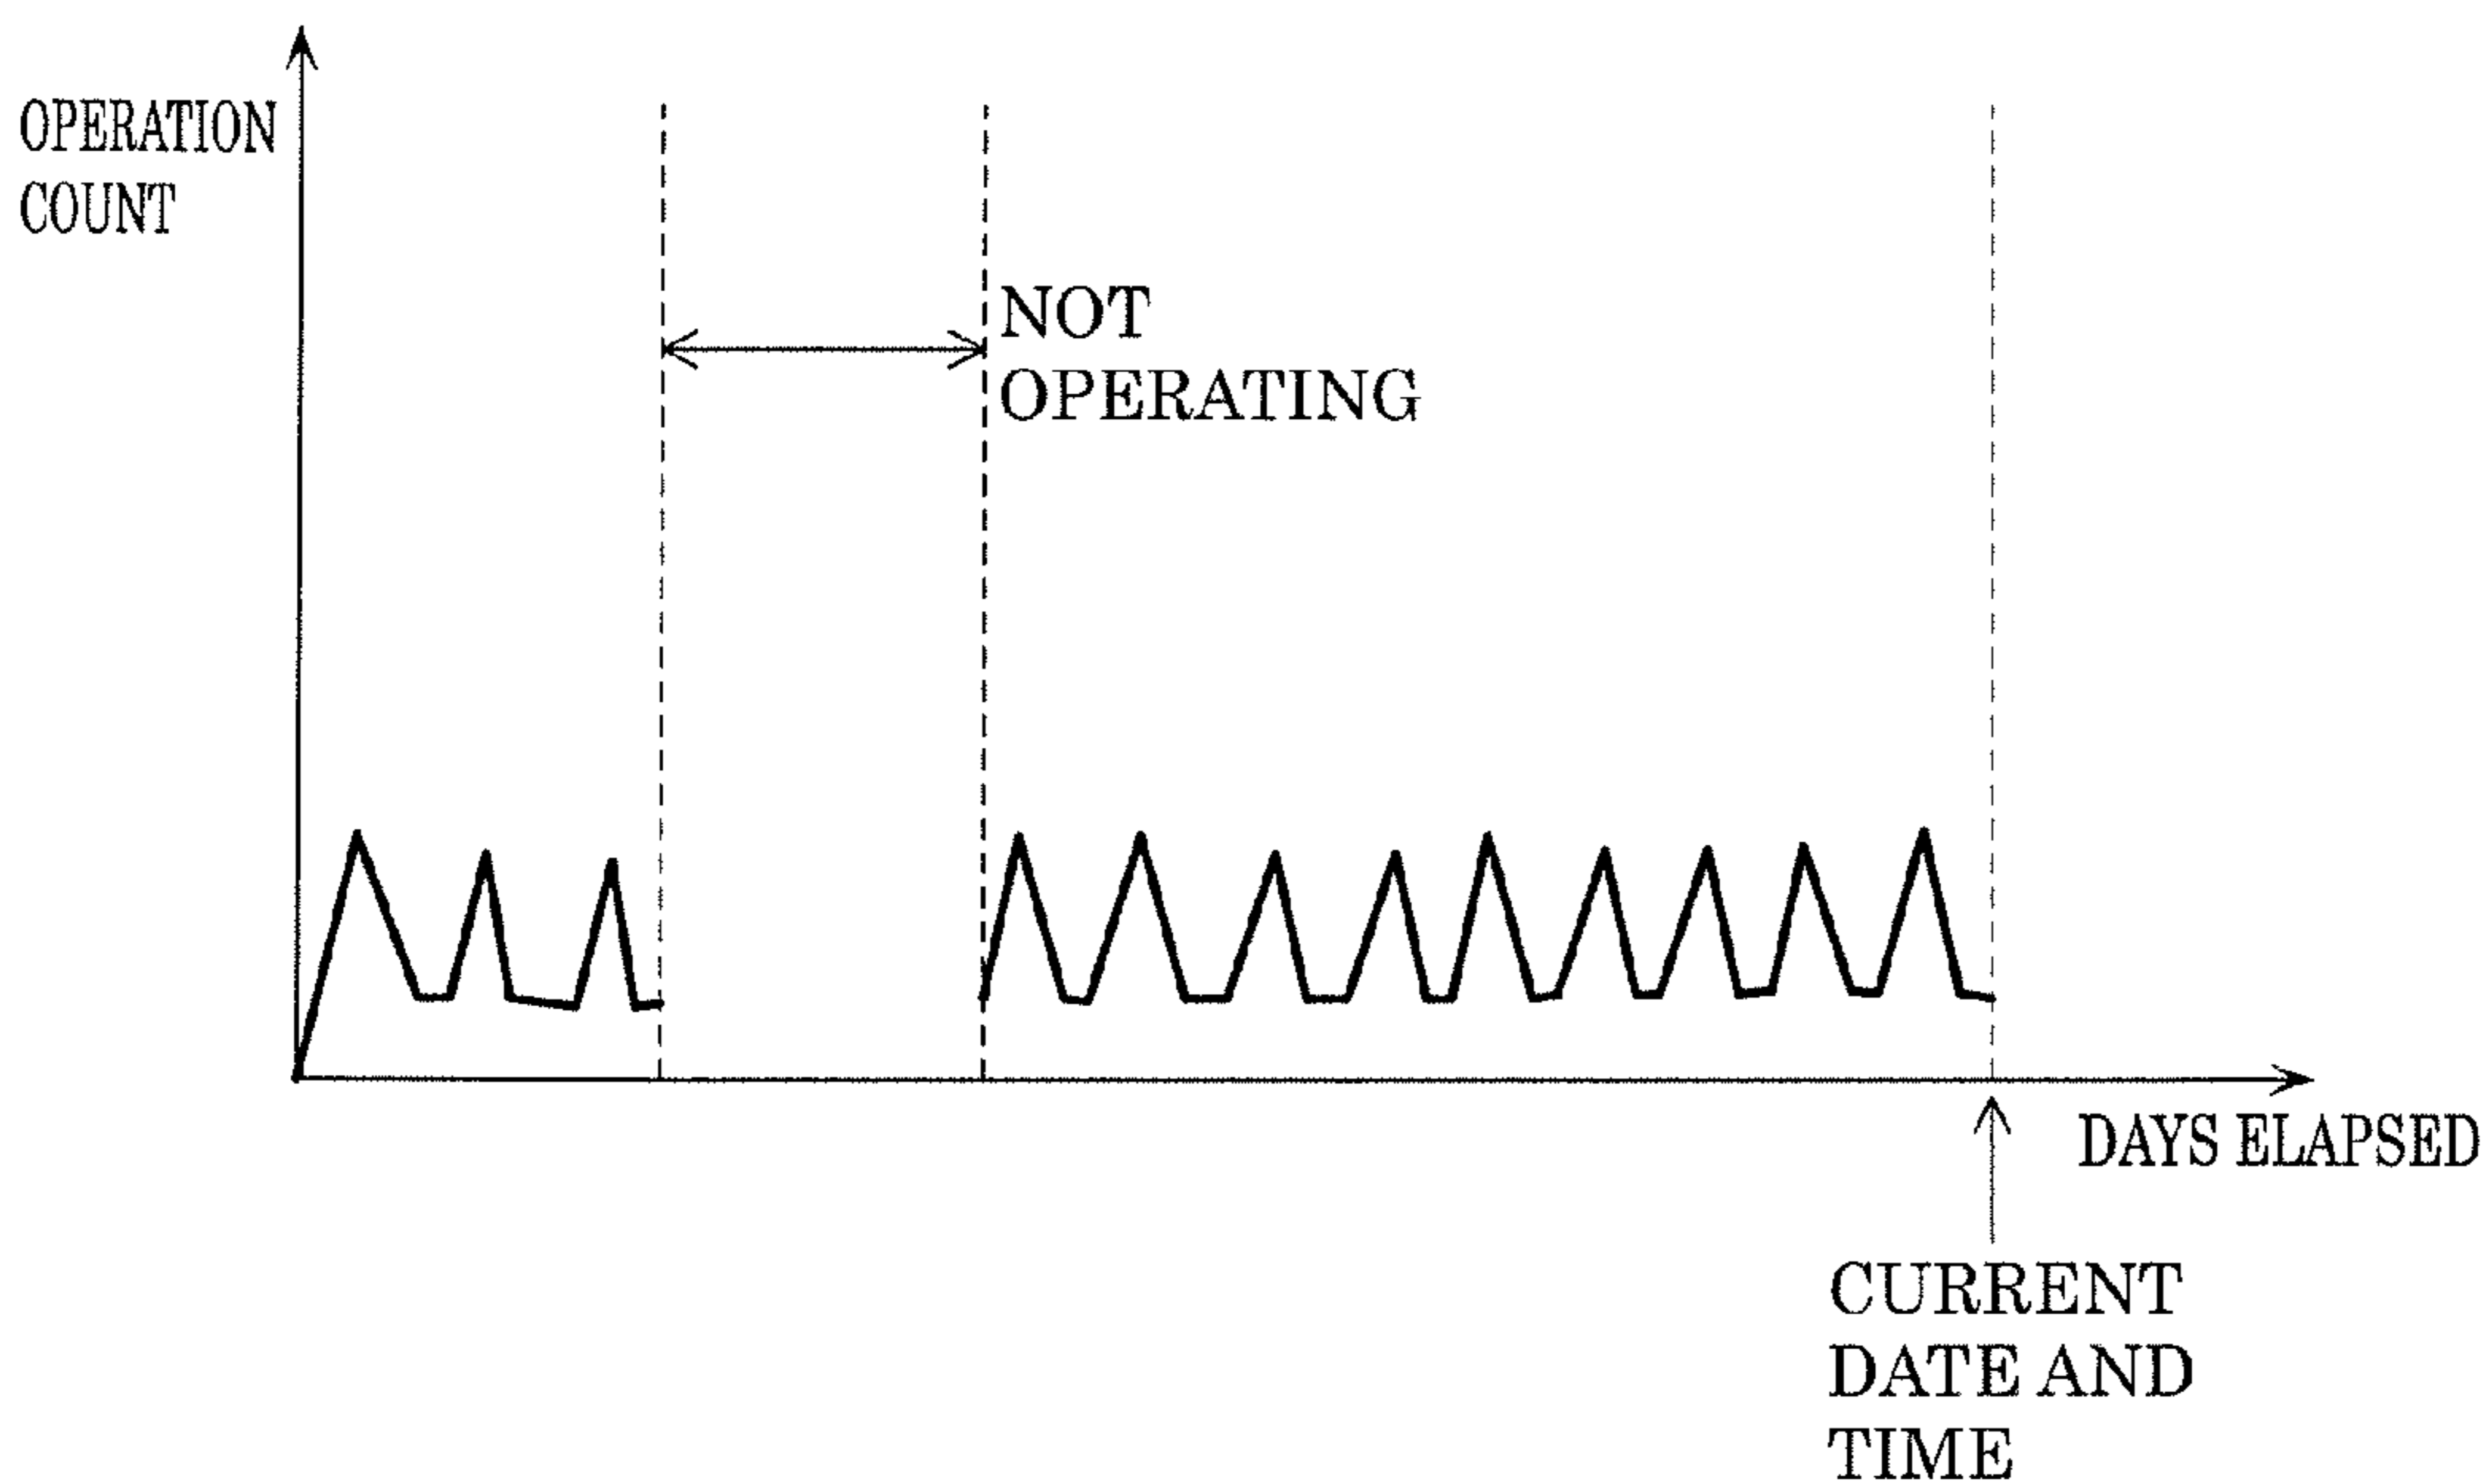 OPERATION
COUNT
NOT
OPERATING
DAYS ELAPSED
CURRENT
DATE AND
TIME